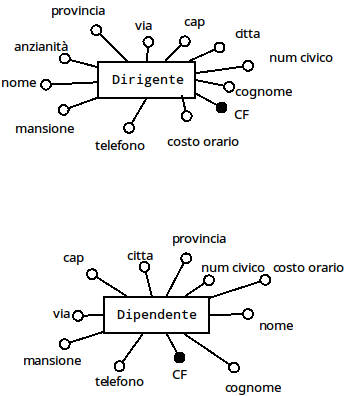 provincia
via
cap
citta
anzianità
num civico
nome
Dirigente
cognome
CF
mansione
telefono
costo orario
provincia
cap
citta
num civico
costo orario
via
Dipendente
nome
mansione
telefono
CF
cognome